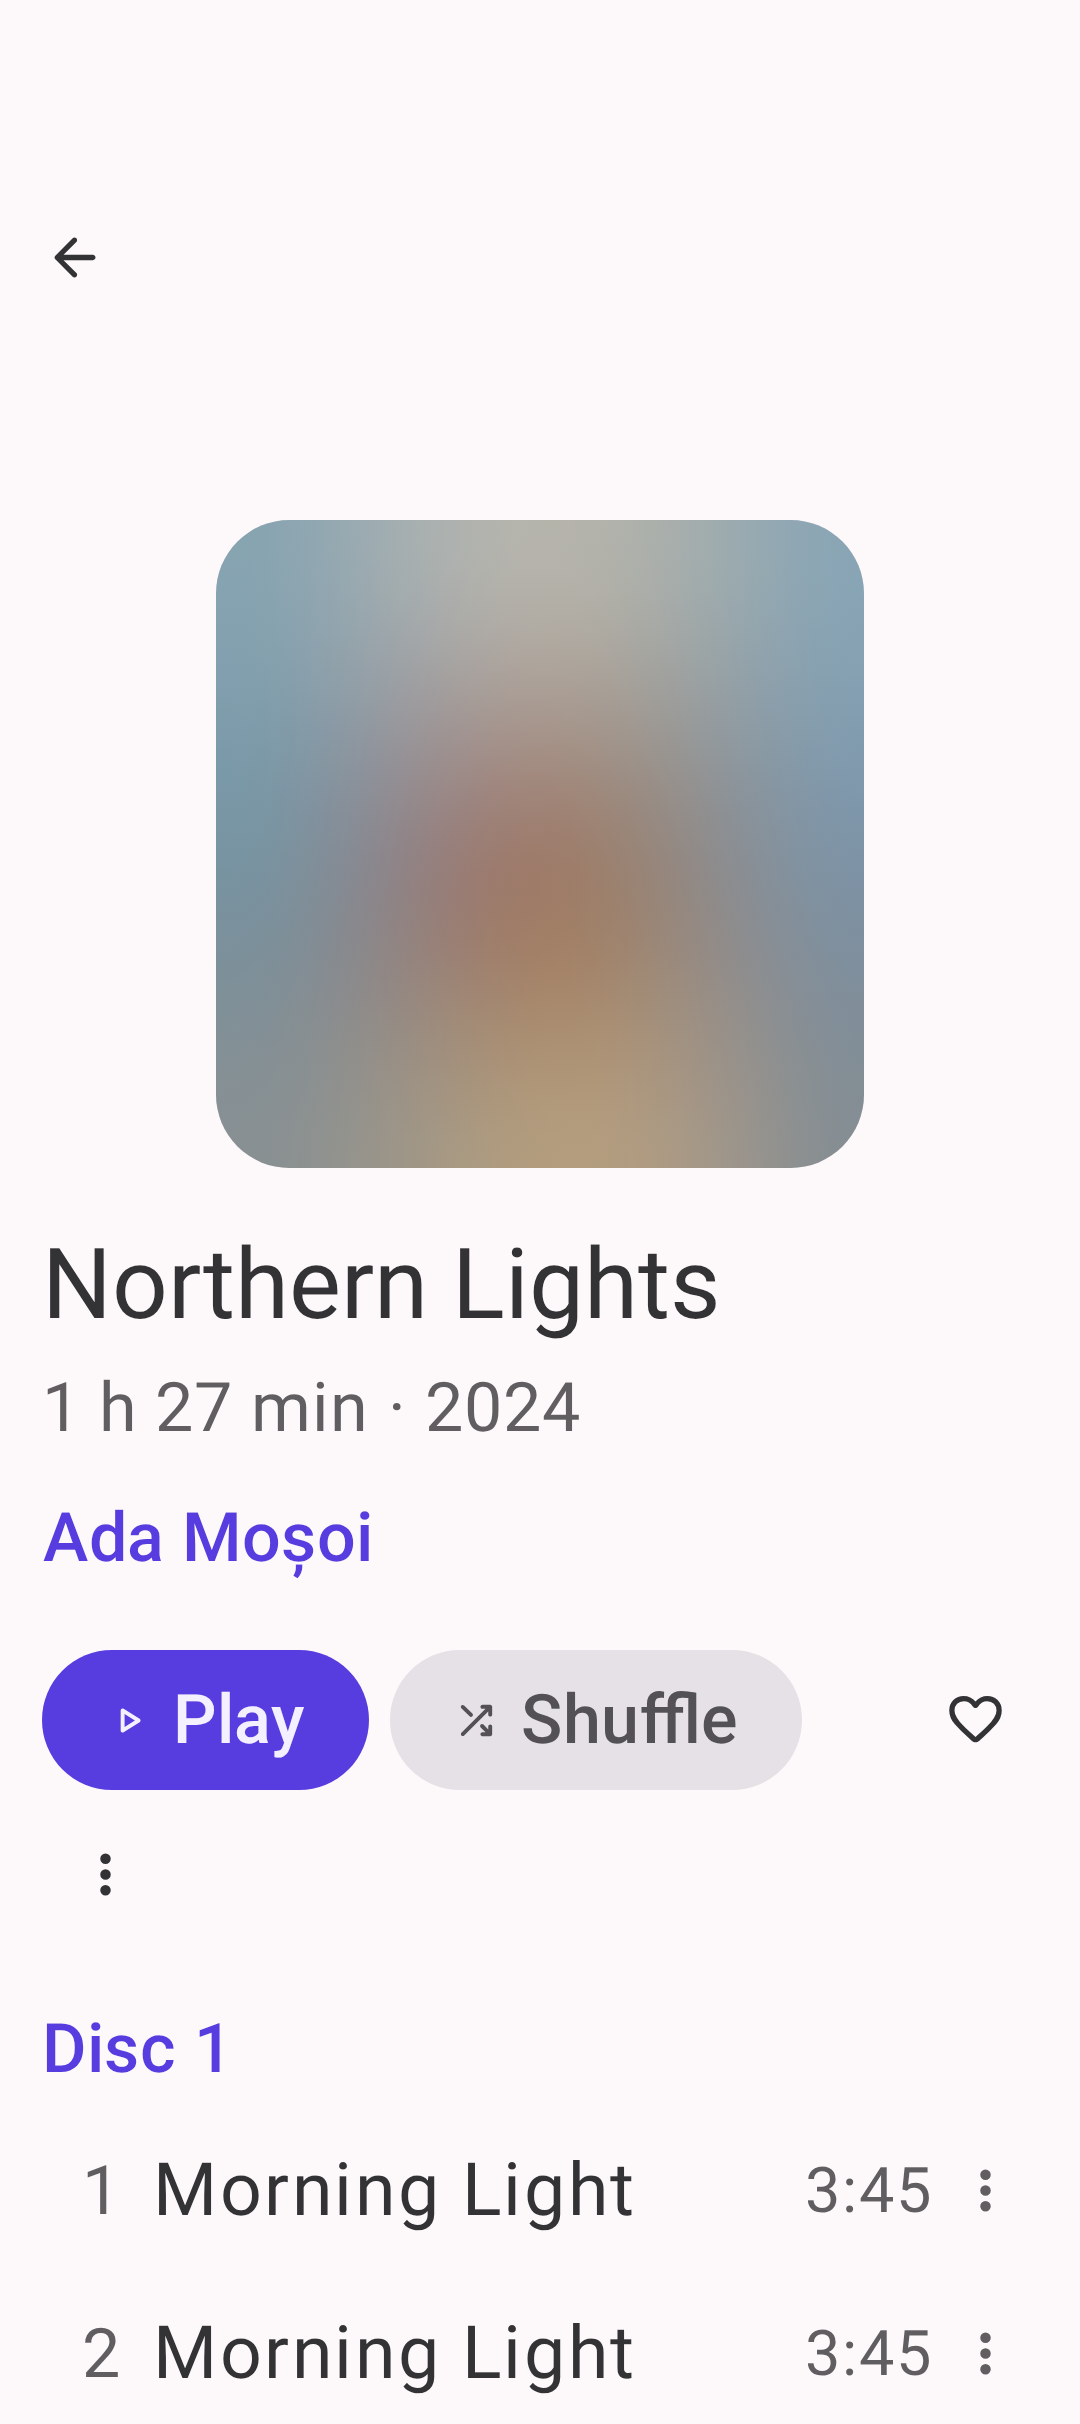 Northern Lights
1 h 27 min · 2024
Ada Moșoi
Play
Shuffle
Disc 1
1 Morning Light 3:45
2 Morning Light 3:45